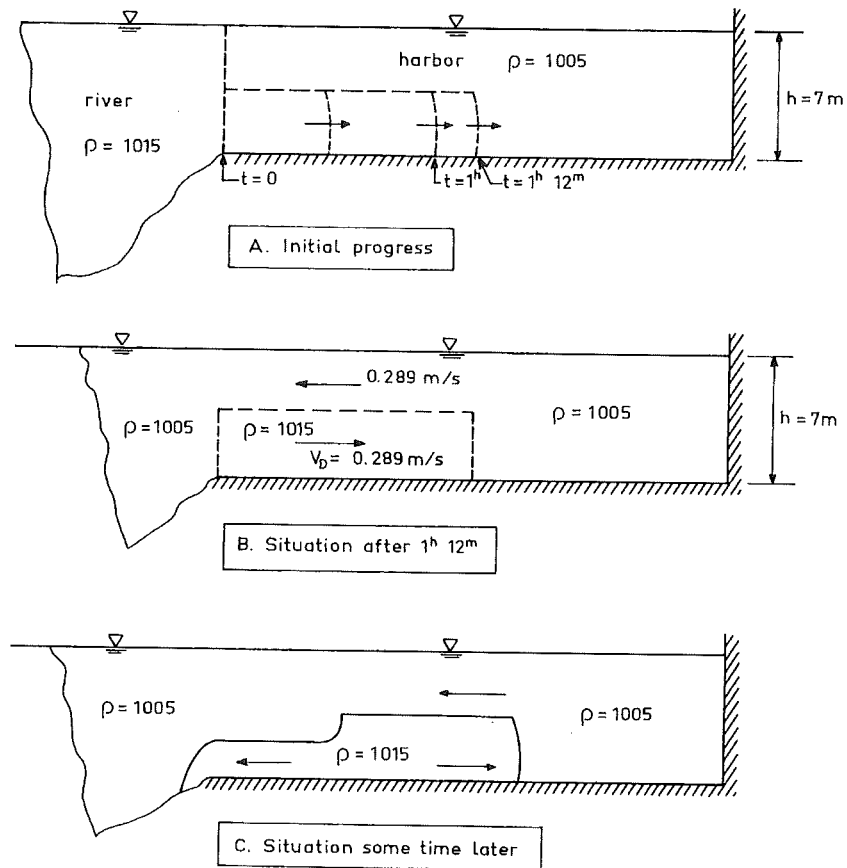 harbor ρ = 1005
river
ρ = 1015
h = 7 m
t = 0
t = 1ʰ
t = 1ʰ 12ᵐ
A. Initial progress
0.289 m/s
ρ = 1005
ρ = 1015
ρ = 1005
V_D = 0.289 m/s
h = 7m
B. Situation after 1ʰ 12ᵐ
ρ = 1005
ρ = 1005
ρ = 1015
C. Situation some time later